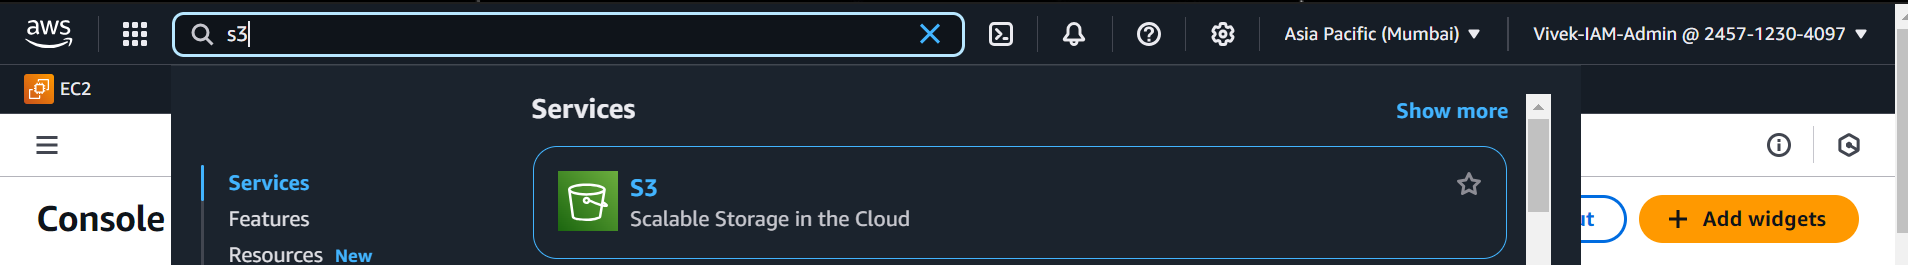 aws
s3
Asia Pacific (Mumbai)
Vivek-IAM-Admin @ 2457-1230-4097
EC2
Services
Show more
Services
Features
Resources New
S3
Scalable Storage in the Cloud
Console
Add widgets